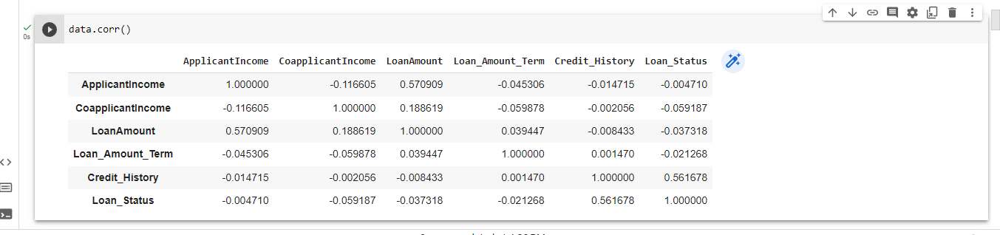 0s
data.corr()
ApplicantIncome CoapplicantIncome LoanAmount Loan_Amount_Term Credit_History Loan_Status
ApplicantIncome 1.000000 -0.116605 0.570909 -0.045306 -0.014715 -0.004710
CoapplicantIncome -0.116605 1.000000 0.188619 -0.059878 -0.002056 -0.059187
LoanAmount 0.570909 0.188619 1.000000 0.039447 -0.008433 -0.037318
Loan_Amount_Term -0.045306 -0.059878 0.039447 1.000000 0.001470 -0.021268
Credit_History -0.014715 -0.002056 -0.008433 0.001470 1.000000 0.561678
Loan_Status -0.004710 -0.059187 -0.037318 -0.021268 0.561678 1.000000